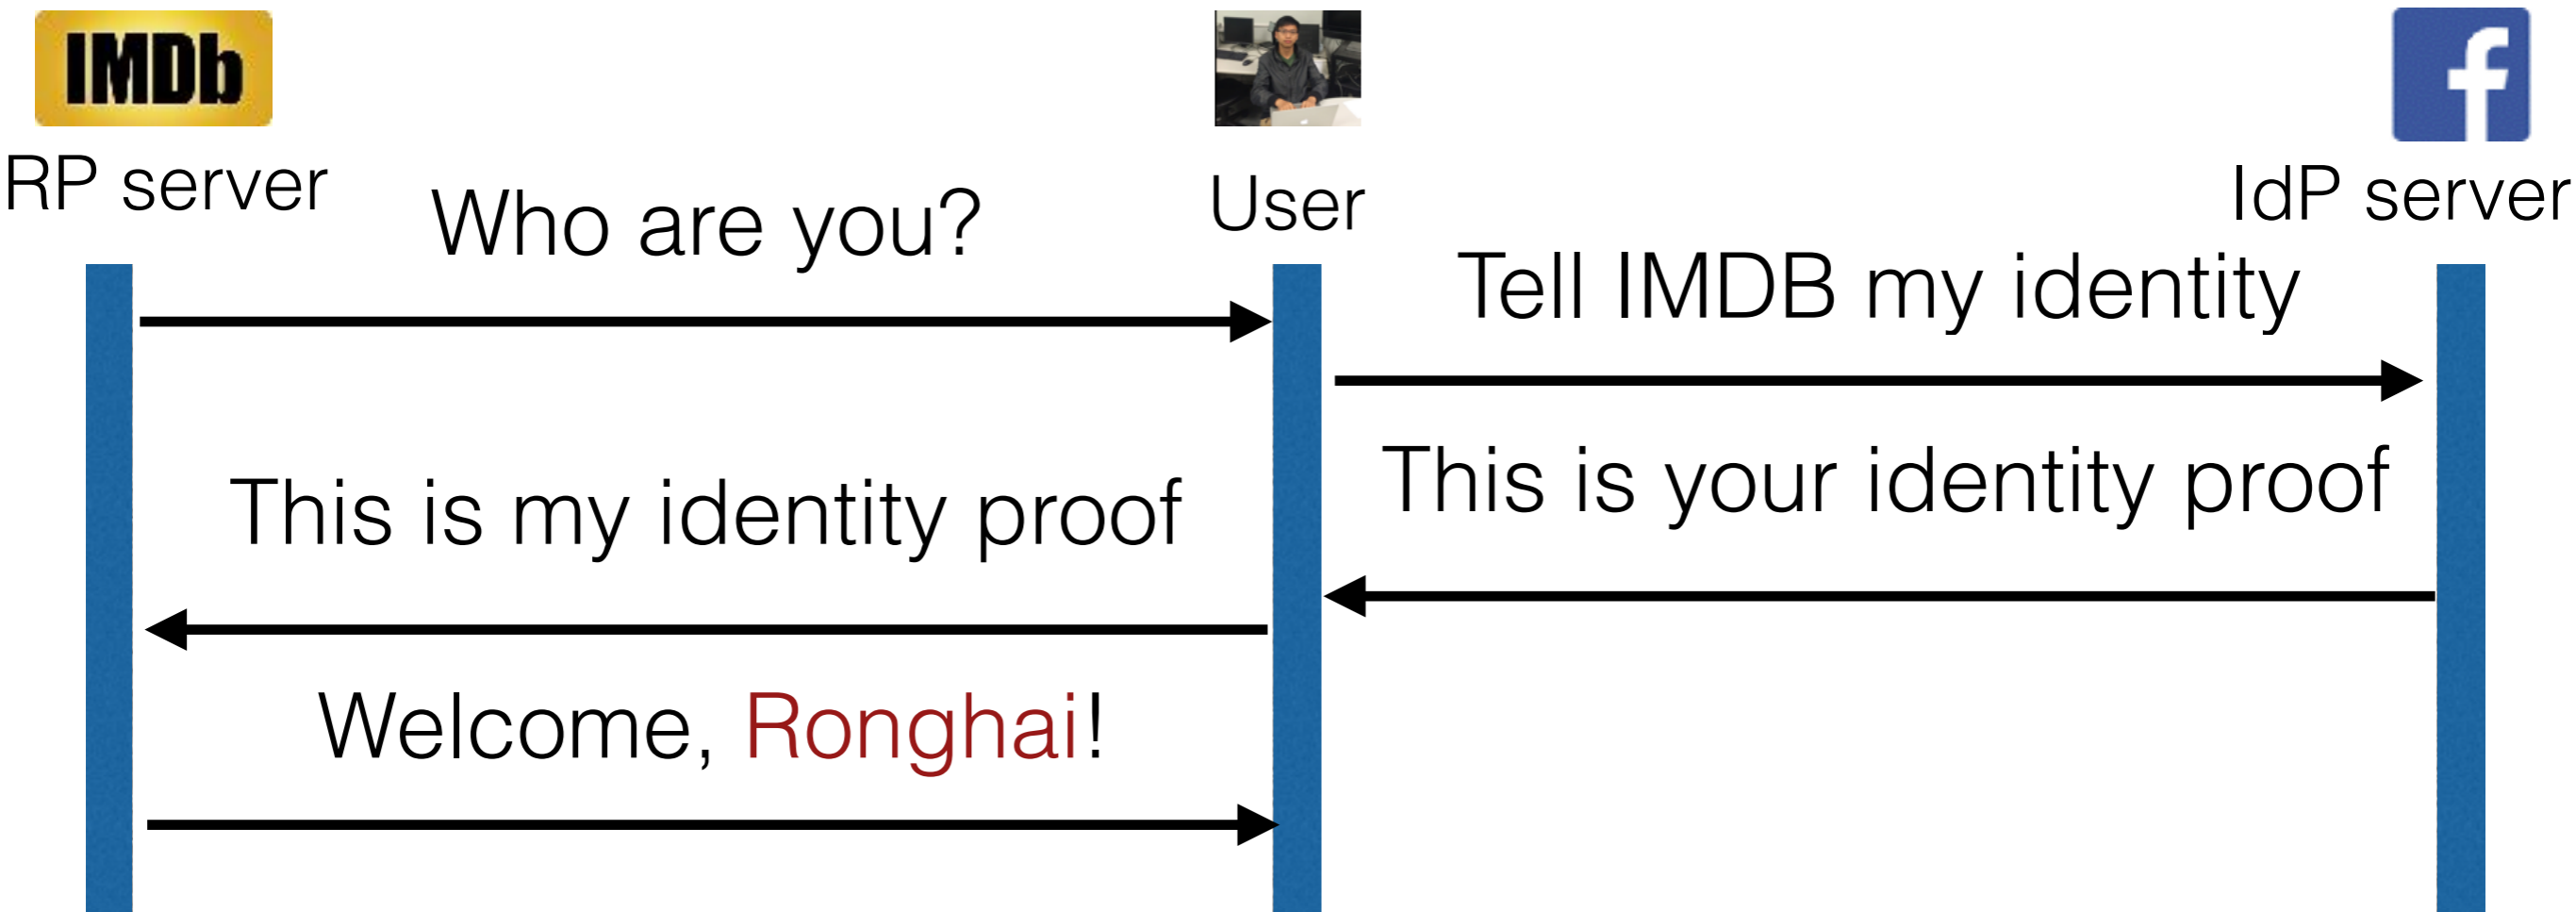 IMDb
f
RP server
User
IdP server
Who are you?
Tell IMDB my identity
This is your identity proof
This is my identity proof
Welcome, Ronghai!